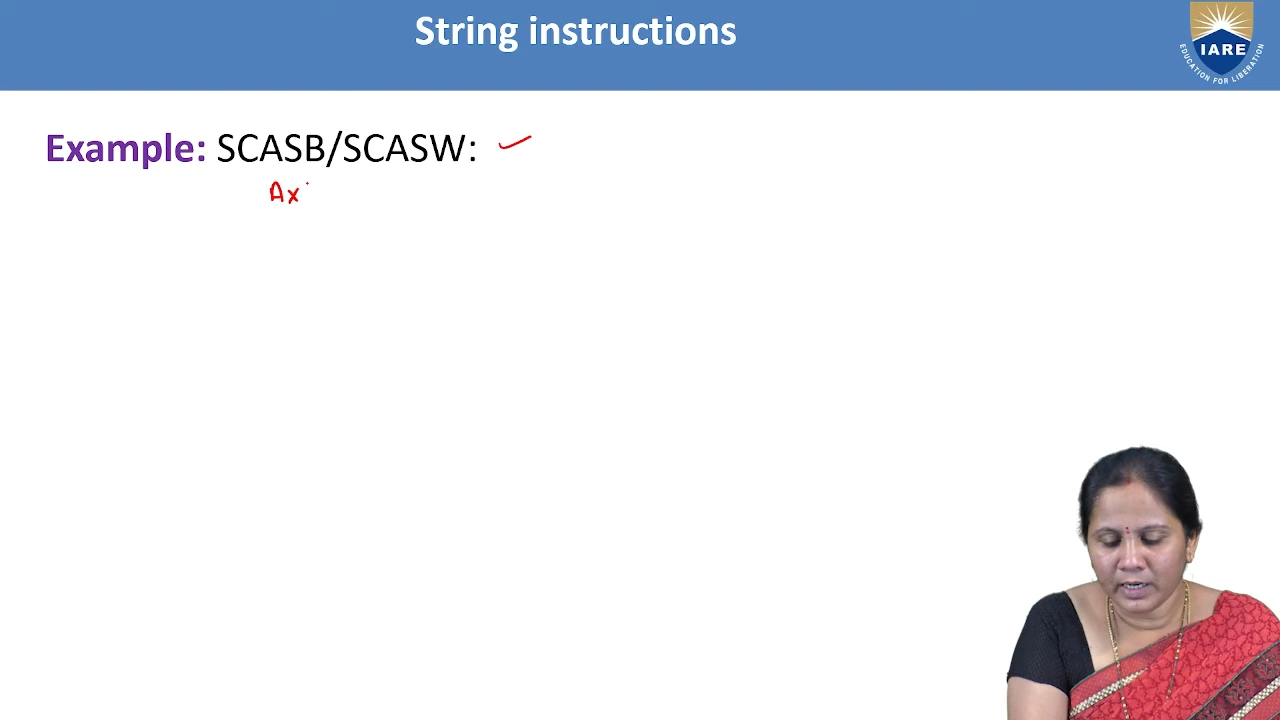 String instructions
IARE
EDUCATION FOR LIBERATION
Example: SCASB/SCASW:
Ax